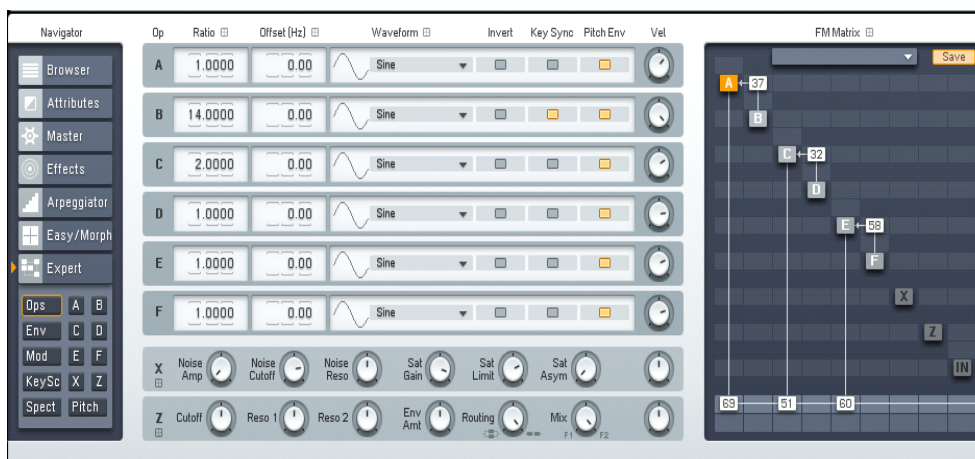 Navigator
Op Ratio Offset (Hz) Waveform Invert Key Sync Pitch Env Vel
FM Matrix
Save
Browser
Attributes
Master
Effects
Arpeggiator
Easy/Morph
Expert
Ops A B
Env C D
Mod E F
KeySc X Z
Spect Pitch
A 1.0000 0.00 Sine
B 14.0000 0.00 Sine
C 2.0000 0.00 Sine
D 1.0000 0.00 Sine
E 1.0000 0.00 Sine
F 1.0000 0.00 Sine
X Noise Amp Noise Cutoff Noise Reso Sat Gain Sat Limit Sat Asym
Z Cutoff Reso 1 Reso 2 Env Amt Routing Mix
F1 F2
A 37
B
C 32
D
E 58
F
X
Z
IN
69 51 60